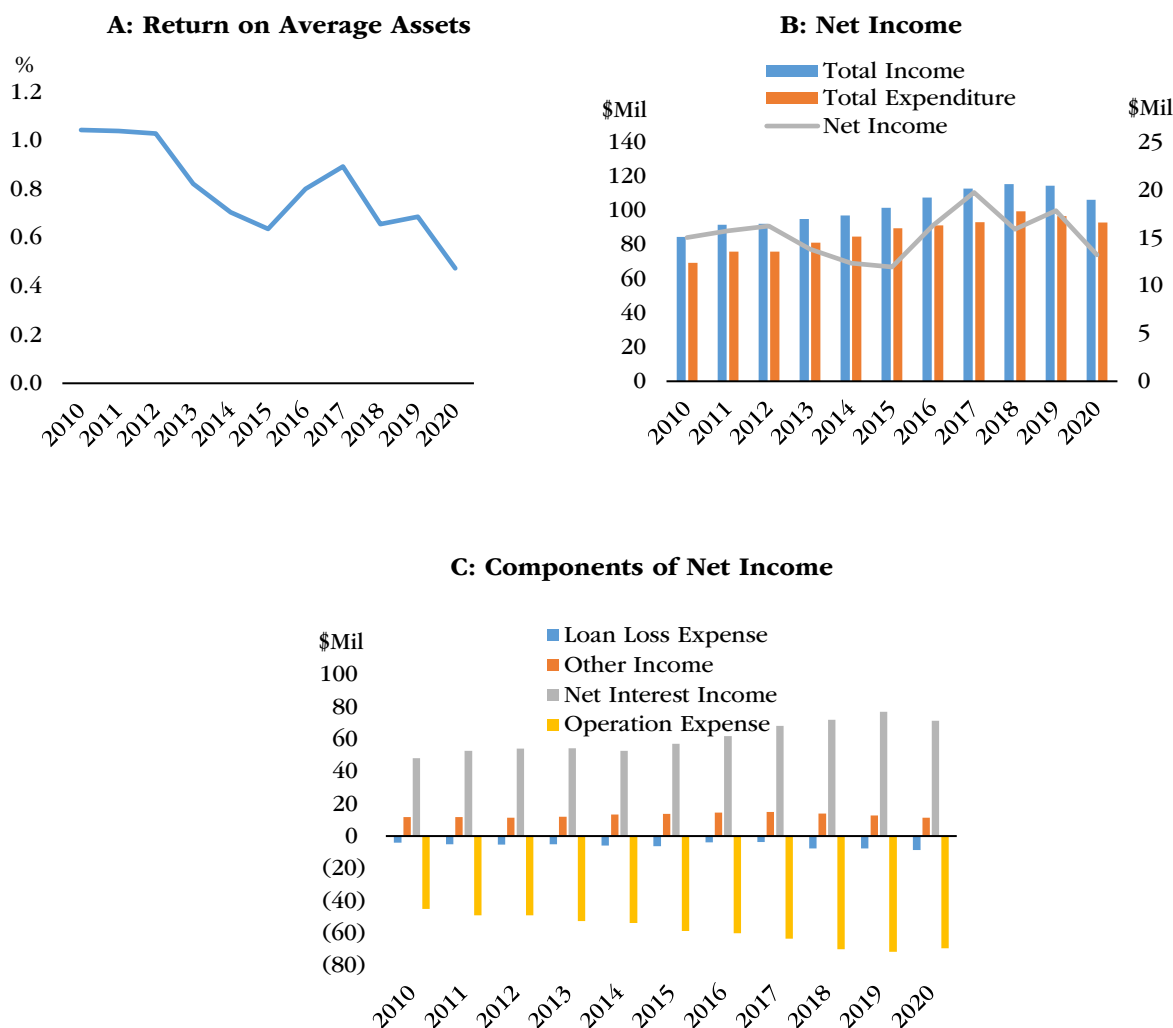 A: Return on Average Assets
%
1.2
1.0
0.8
0.6
0.4
0.2
0.0
2010 2011 2012 2013 2014 2015 2016 2017 2018 2019 2020
B: Net Income
Total Income
Total Expenditure
Net Income
$Mil
140
120
100
80
60
40
20
0
$Mil
25
20
15
10
5
0
2010 2011 2012 2013 2014 2015 2016 2017 2018 2019 2020
C: Components of Net Income
Loan Loss Expense
Other Income
Net Interest Income
Operation Expense
$Mil
100
80
60
40
20
0
(20)
(40)
(60)
(80)
2010 2011 2012 2013 2014 2015 2016 2017 2018 2019 2020